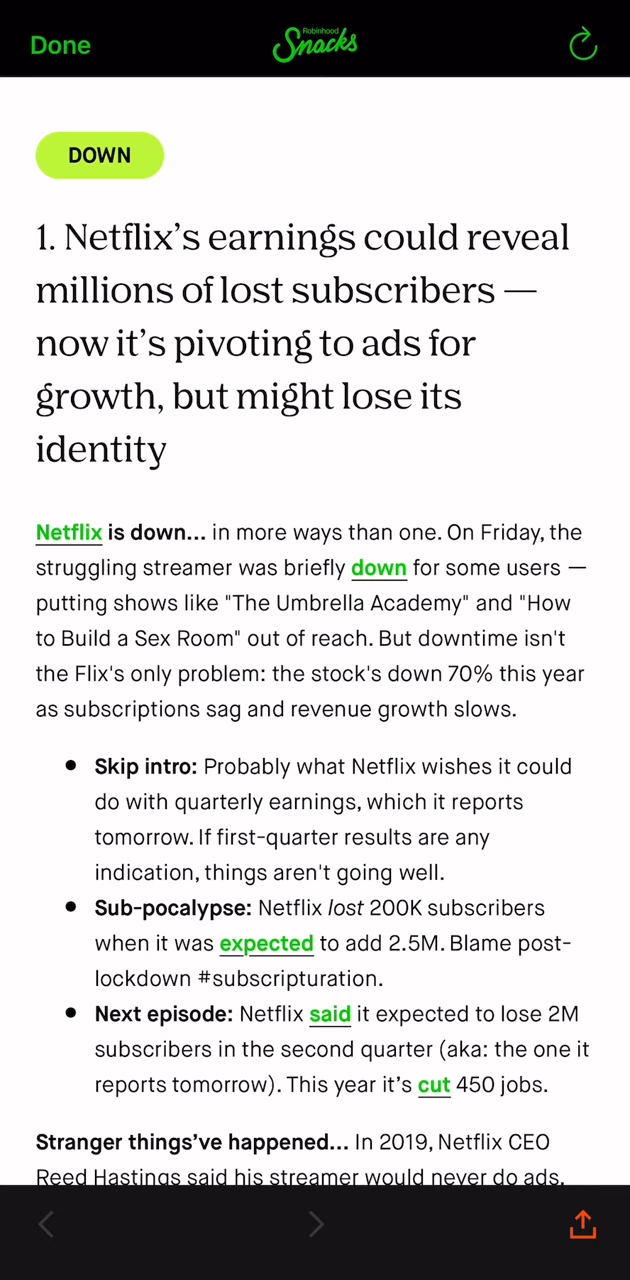 Done
Robinhood
Snacks
DOWN
1. Netflix’s earnings could reveal
millions of lost subscribers —
now it’s pivoting to ads for
growth, but might lose its
identity
Netflix is down... in more ways than one. On Friday, the
struggling streamer was briefly down for some users —
putting shows like "The Umbrella Academy" and "How
to Build a Sex Room" out of reach. But downtime isn't
the Flix's only problem: the stock's down 70% this year
as subscriptions sag and revenue growth slows.
• Skip intro: Probably what Netflix wishes it could
do with quarterly earnings, which it reports
tomorrow. If first-quarter results are any
indication, things aren't going well.
• Sub-pocalypse: Netflix lost 200K subscribers
when it was expected to add 2.5M. Blame post-
lockdown #subscripturation.
• Next episode: Netflix said it expected to lose 2M
subscribers in the second quarter (aka: the one it
reports tomorrow). This year it’s cut 450 jobs.
Stranger things’ve happened... In 2019, Netflix CEO
Reed Hastings said his streamer would never do ads.